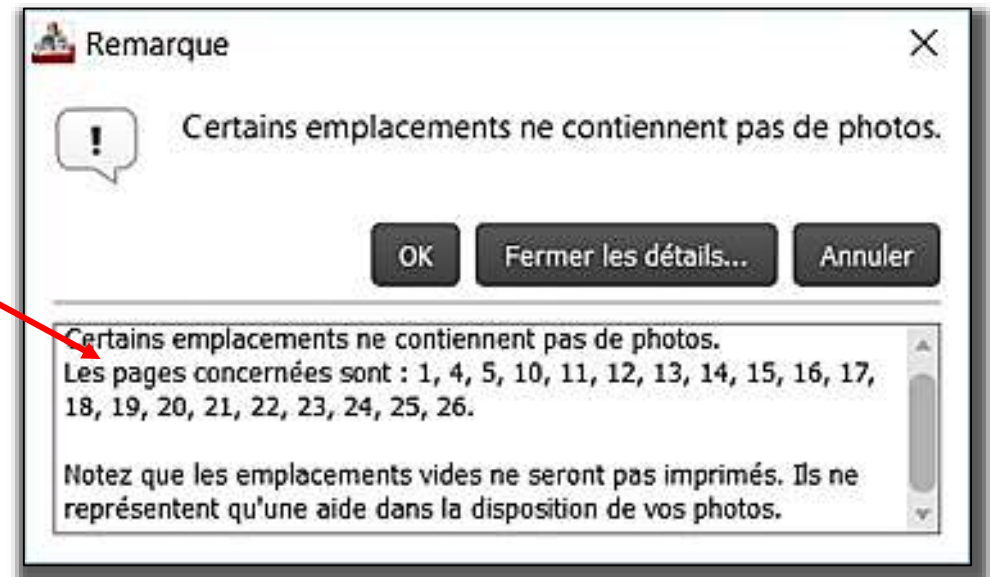 Remarque
!
Certains emplacements ne contiennent pas de photos.
OK
Fermer les détails...
Annuler
Certains emplacements ne contiennent pas de photos.
Les pages concernées sont : 1, 4, 5, 10, 11, 12, 13, 14, 15, 16, 17,
18, 19, 20, 21, 22, 23, 24, 25, 26.
Notez que les emplacements vides ne seront pas imprimés. Ils ne
représentent qu'une aide dans la disposition de vos photos.